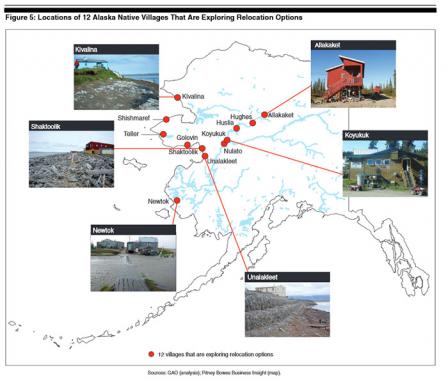 Figure 5: Locations of 12 Alaska Native Villages That Are Exploring Relocation Options
Kivalina
Allakaket
Kivalina
Shishmaref
Hughes
Allakaket
Huslia
Shaktoolik
Teller
Golovin
Koyukuk
Koyukuk
Shaktoolik
Nulato
Unalakleet
Newtok
Newtok
Unalakleet
12 villages that are exploring relocation options
Sources: GAO (analysis); Pitney Bowes Business Insight (map).